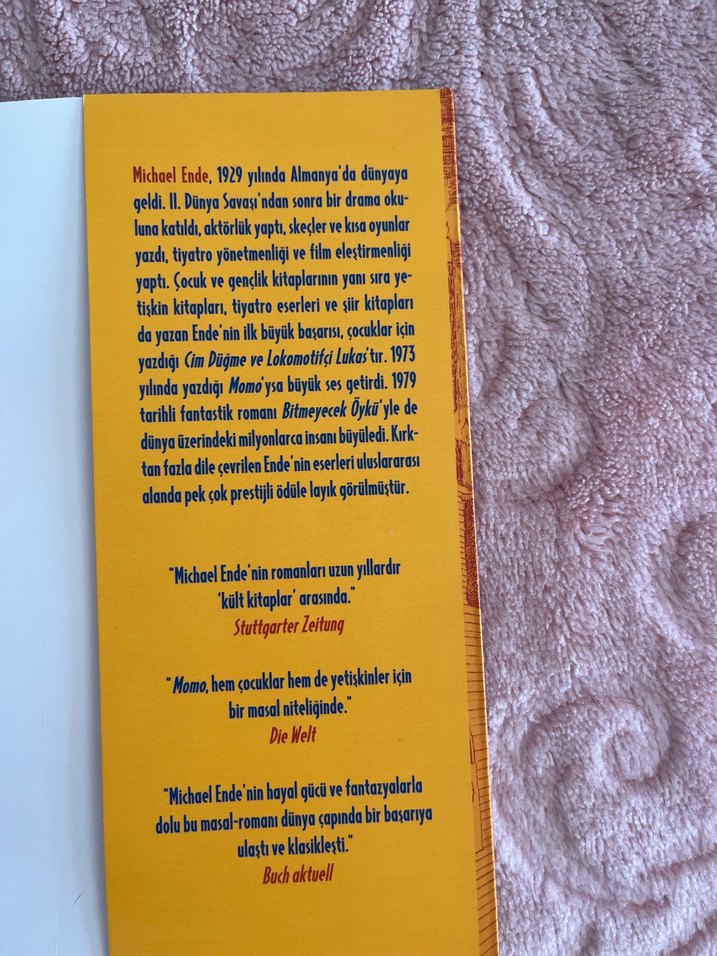 Michael Ende, 1929 yılında Almanya'da dünyaya
geldi. II. Dünya Savaşı'ndan sonra bir drama oku-
luna katıldı, aktörlük yaptı, skeçler ve kısa oyunlar
yazdı, tiyatro yönetmenliği ve film eleştirmenliği
yaptı. Çocuk ve gençlik kitaplarının yanı sıra ye-
tişkin kitapları, tiyatro eserleri ve şiir kitapları
da yazan Ende'nin ilk büyük başarısı, çocuklar için
yazdığı Cim Düğme ve Lokomotifçi Lukas'tır. 1973
yılında yazdığı Momo'ysa büyük ses getirdi. 1979
tarihli fantastik romanı Bitmeyecek Öykü'yle de
dünya üzerindeki milyonlarca insanı büyüledi. Kırk-
tan fazla dile çevrilen Ende'nin eserleri uluslararası
alanda pek çok prestijli ödüle layık görülmüştür.
"Michael Ende'nin romanları uzun yıllardır
'kült kitaplar' arasında."
Stuttgarter Zeitung
"Momo, hem çocuklar hem de yetişkinler için
bir masal niteliğinde."
Die Welt
"Michael Ende'nin hayal gücü ve fantazyalarla
dolu bu masal-romanı dünya çapında bir başarıya
ulaştı ve klasikleşti."
Buch aktuell